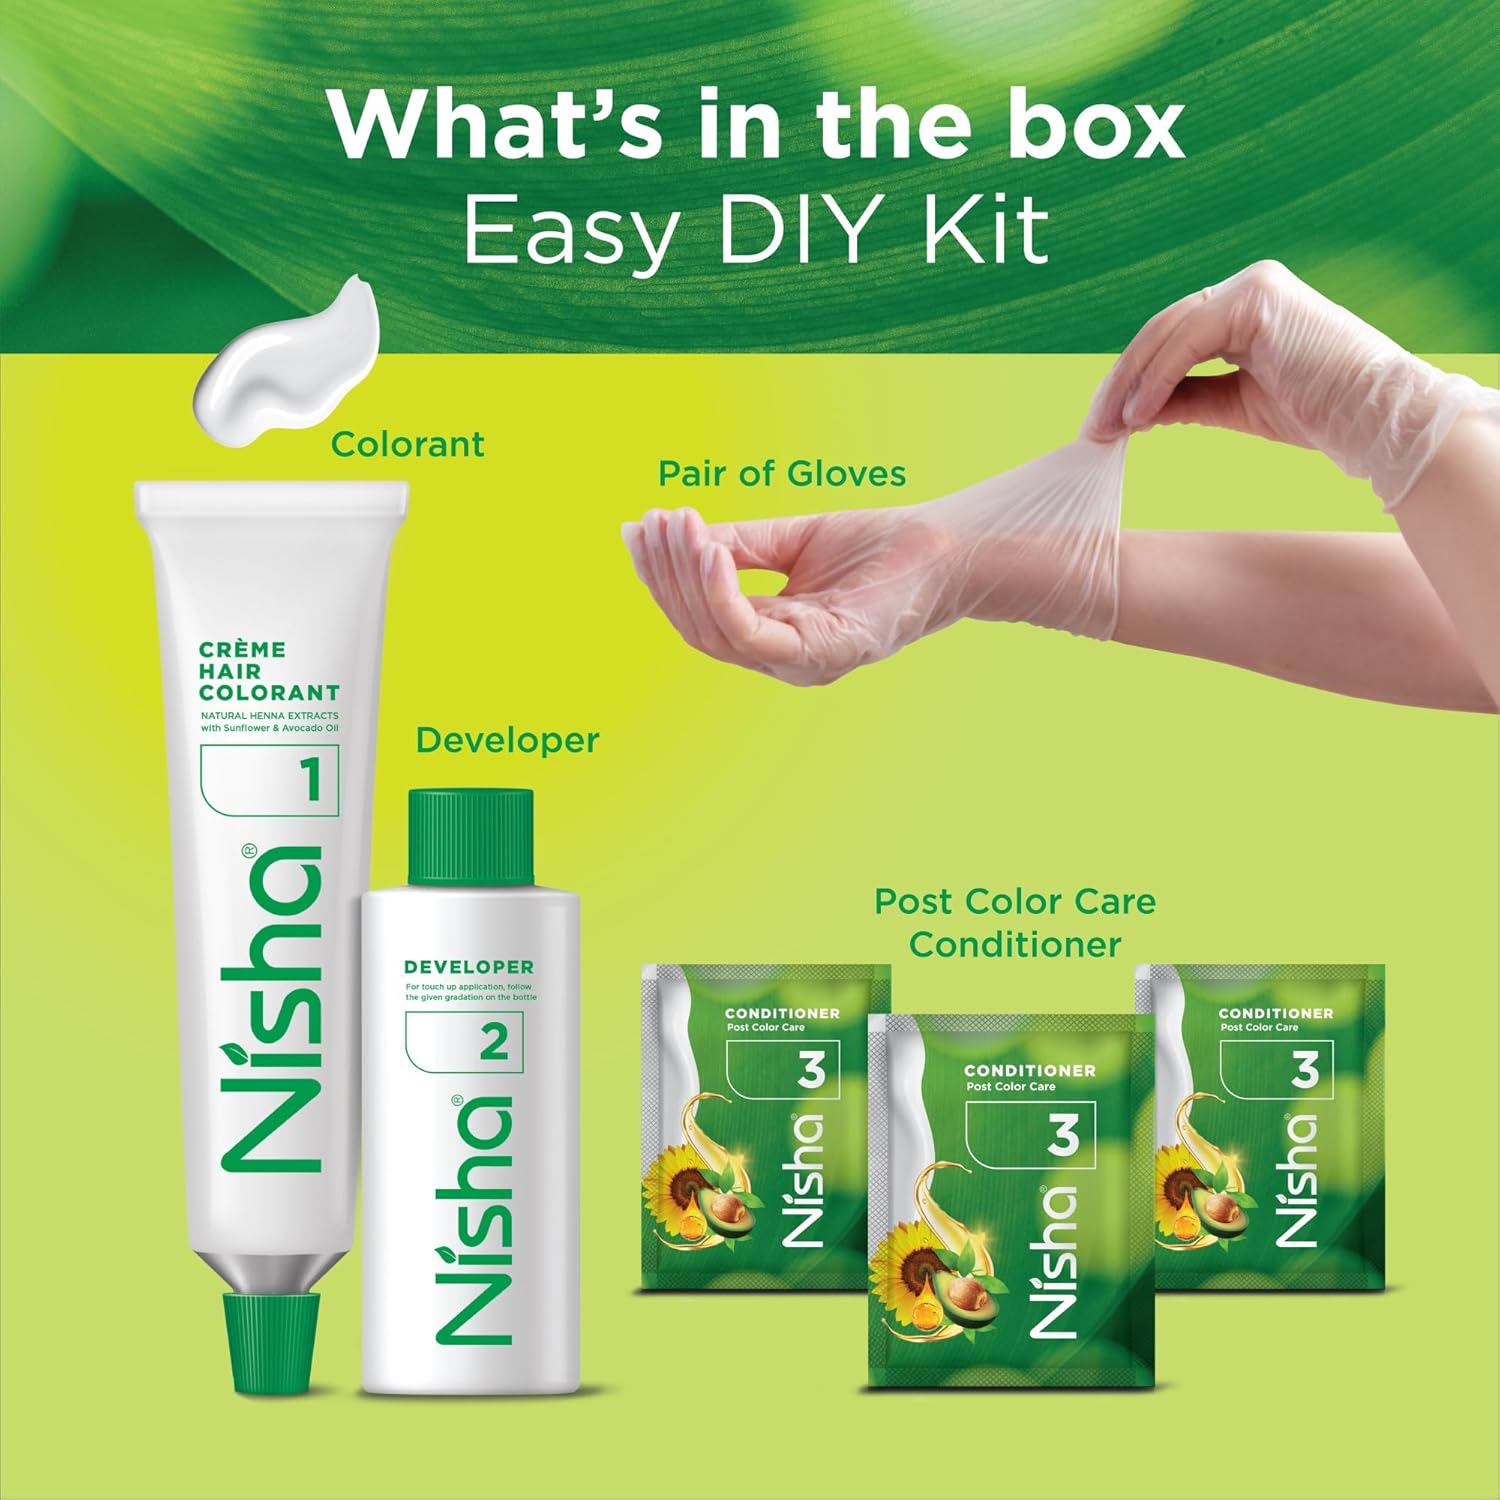 What's in the box
Easy DIY Kit
Colorant
Pair of Gloves
CRÈME
HAIR
COLORANT
NATURAL HENNA EXTRACTS
with Sunflower & Avocado Oil
1
Nisha®
Developer
DEVELOPER
For touch up application, follow
the given gradation on the bottle
2
Nisha®
Post Color Care
Conditioner
CONDITIONER
Post Color Care
3
Nisha®
CONDITIONER
Post Color Care
3
Nisha®
CONDITIONER
Post Color Care
3
Nisha®